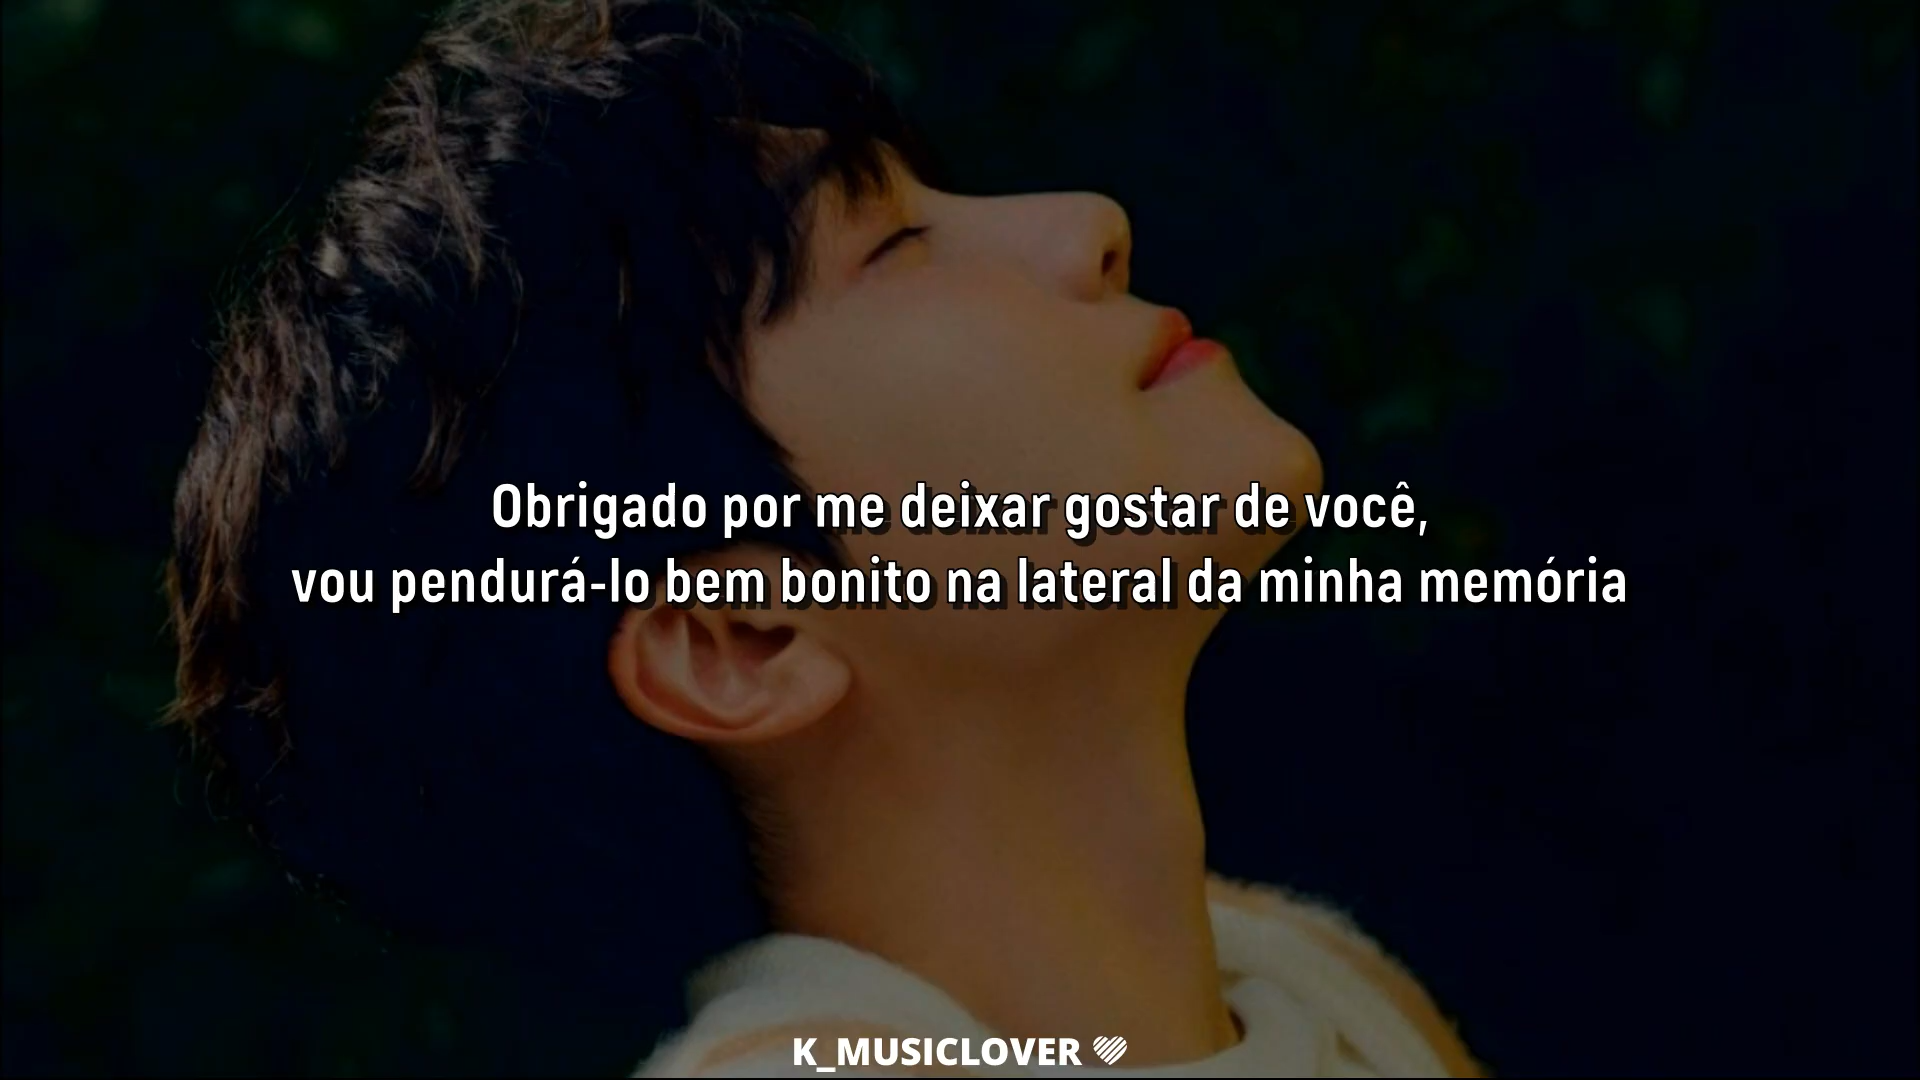 Obrigado por me deixar gostar de você,
vou pendurá-lo bem bonito na lateral da minha memória
K_MUSICLOVER